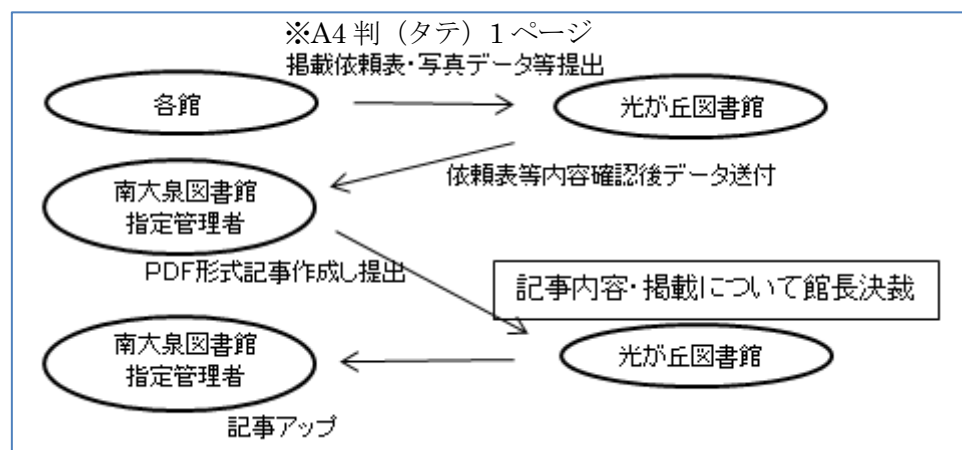 ※A4 判（タテ）1 ページ
掲載依頼表・写真データ等提出
各館
光が丘図書館
依頼表等内容確認後データ送付
南大泉図書館
指定管理者
PDF形式記事作成し提出
記事内容・掲載について館長決裁
南大泉図書館
指定管理者
光が丘図書館
記事アップ